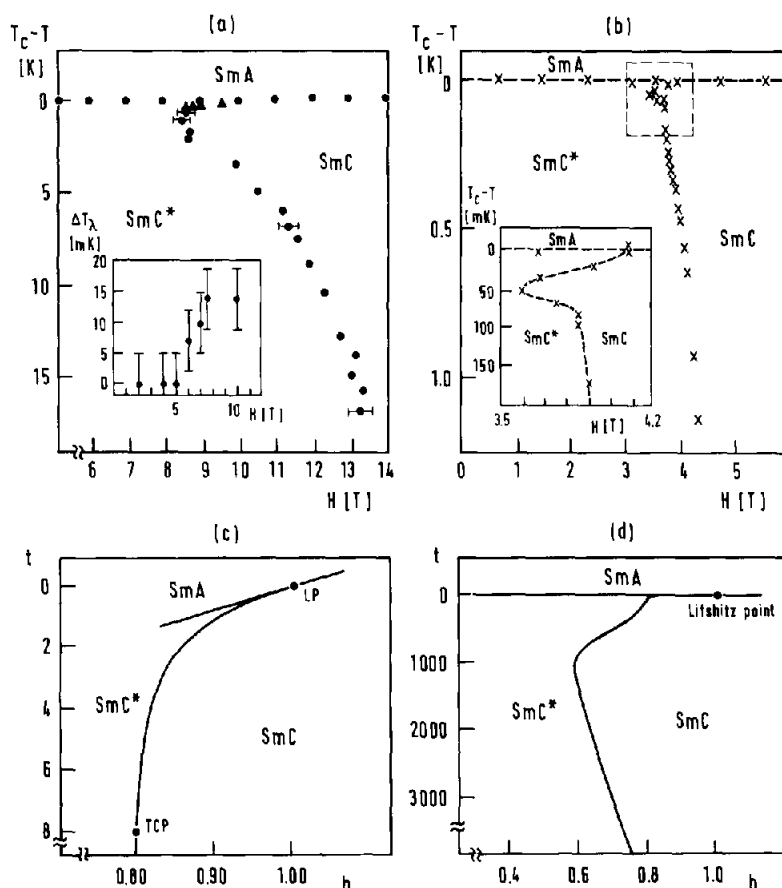 (a)
T_c-T
[K]
SmA
0
5
10
15
SmC
SmC*
ΔT_λ
[mK]
20
15
10
5
0
5
10
H[T]
6 7 8 9 10 11 12 13 14
H[T]
(b)
T_c-T
[K]
SmA
0
0.5
1.0
SmC*
SmC
T_c-T
[mK]
SmA
0
50
100
150
SmC*
SmC
3.5
4.2
H[T]
0 1 2 3 4 5
H[T]
(c)
t
0
2
4
6
8
SmA
LP
SmC*
SmC
TCP
0.80 0.90 1.00 h
(d)
t
SmA
0
1000
2000
3000
Lifshitz point
SmC*
SmC
0.4 0.6 0.8 1.0 h